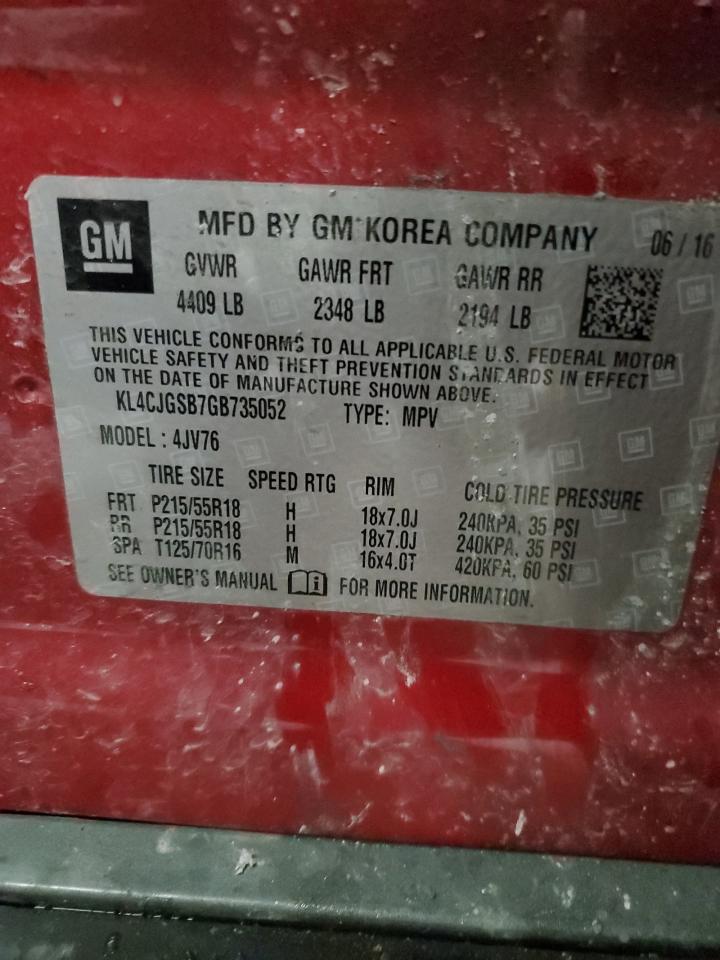 GM MFD BY GM KOREA COMPANY 06 / 16
GVWR GAWR FRT GAWR RR
4409 LB 2348 LB 2194 LB
THIS VEHICLE CONFORMS TO ALL APPLICABLE U.S. FEDERAL MOTOR
VEHICLE SAFETY AND THEFT PREVENTION STANDARDS IN EFFECT
ON THE DATE OF MANUFACTURE SHOWN ABOVE.
KL4CJGSB7GB735052 TYPE: MPV
MODEL : 4JV76
TIRE SIZE SPEED RTG RIM COLD TIRE PRESSURE
FRT P215/55R18 H 18x7.0J 240KPA, 35 PSI
RR P215/55R18 H 18x7.0J 240KPA, 35 PSI
SPA T125/70R16 M 16x4.0T 420KPA, 60 PSI
SEE OWNER'S MANUAL FOR MORE INFORMATION.